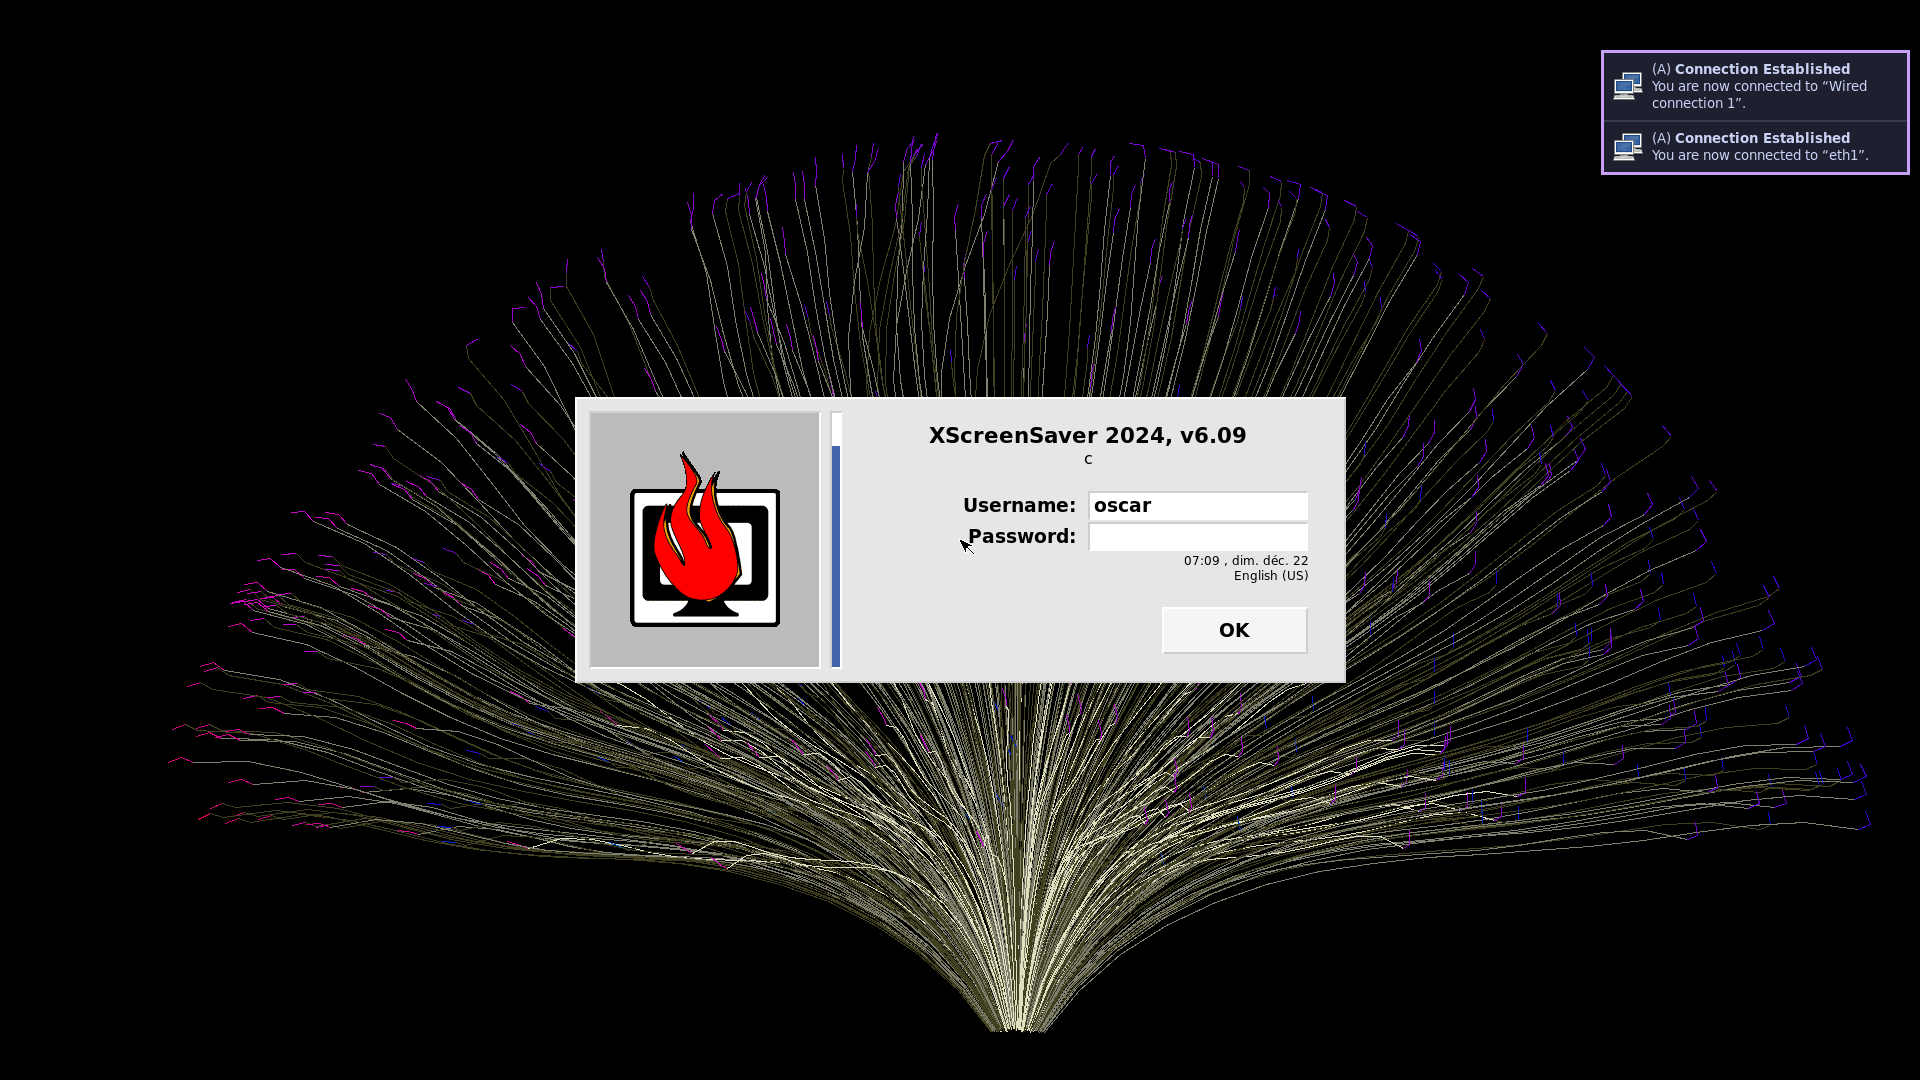 (A) Connection Established
You are now connected to “Wired
connection 1”.
(A) Connection Established
You are now connected to “eth1”.
XScreenSaver 2024, v6.09
c
Username: oscar
Password:
07:09 , dim. déc. 22
English (US)
OK